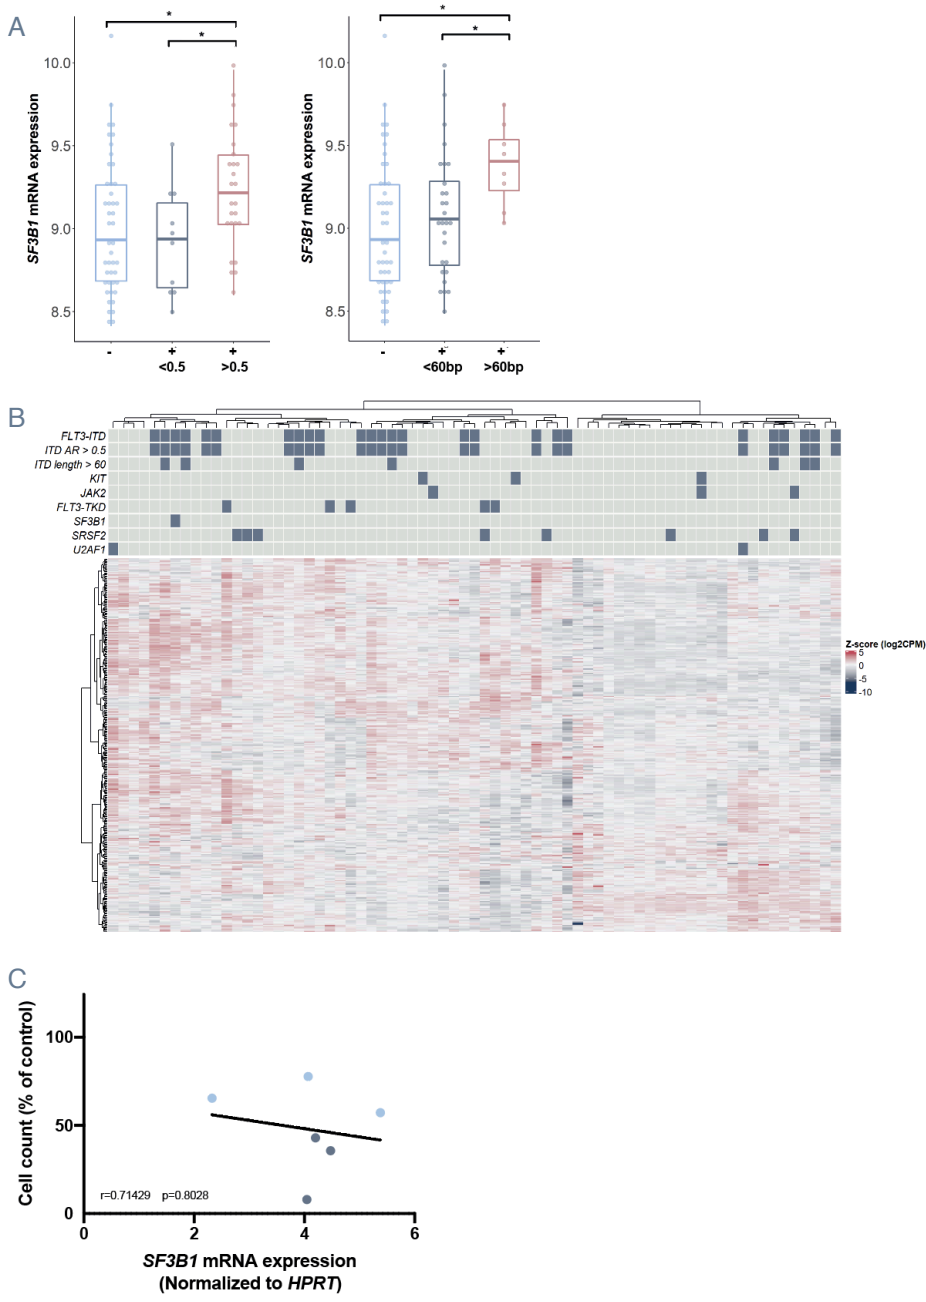 A
*
*
SF3B1 mRNA expression
10.0
9.5
9.0
8.5
-
+
<0.5
+
>0.5
*
*
SF3B1 mRNA expression
10.0
9.5
9.0
8.5
-
+
<60bp
+
>60bp
B
FLT3-ITD
ITD AR > 0.5
ITD length > 60
KIT
JAK2
FLT3-TKD
SF3B1
SRSF2
U2AF1
Z-score (log2CPM)
5
0
-5
-10
C
Cell count (% of control)
100
50
0
r=0.71429 p=0.8028
0 2 4 6
SF3B1 mRNA expression
(Normalized to HPRT)